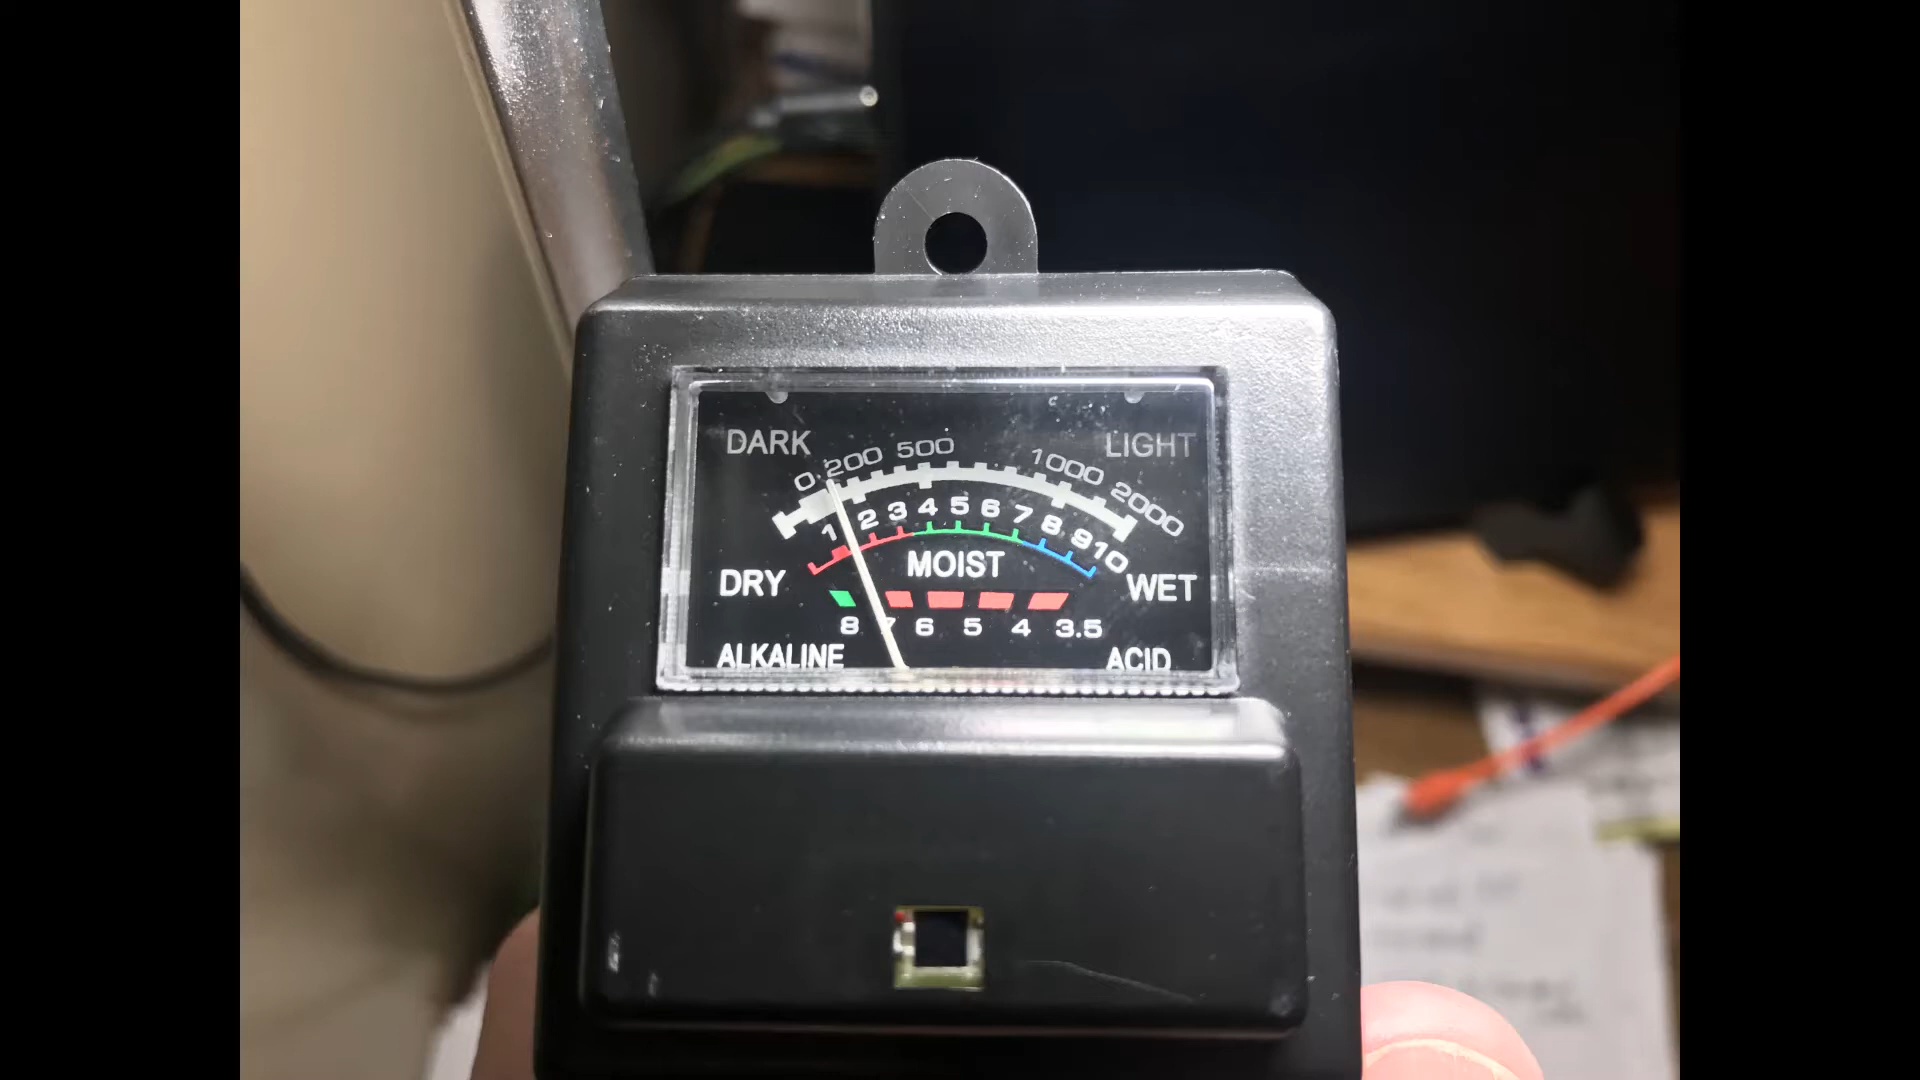 DARK LIGHT
0 200 500 1000 2000
1 2 3 4 5 6 7 8 9 10
DRY MOIST WET
8 7 6 5 4 3.5
ALKALINE ACID